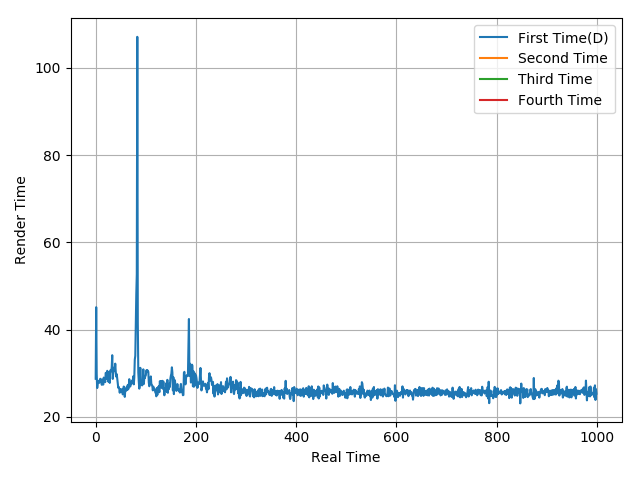 First Time(D)
Second Time
Third Time
Fourth Time
Render Time
100
80
60
40
20
0 200 400 600 800 1000
Real Time